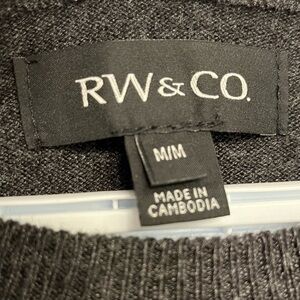 RW & CO.
M/M
MADE IN
CAMBODIA